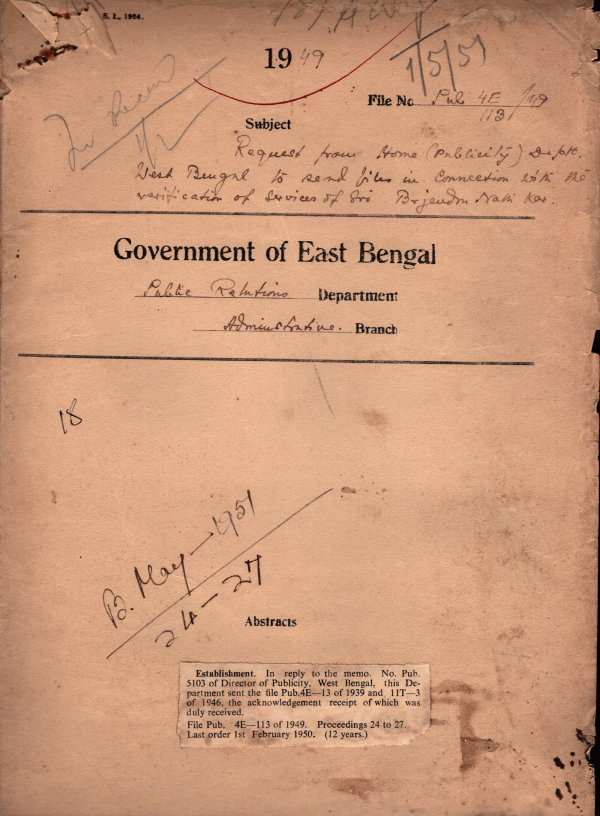 S. L., 1904.
1949
1/5/51
File No Pub 4E /49
113
Subject
Request from Home (Publicity) Deptt.
West Bengal to send files in connection with the
verification of services of Sri Brjendra Nath Kar.
Government of East Bengal
Public Relations Department
Administrative. Branch
18
B. May—1951
24—27
Abstracts
Establishment. In reply to the memo. No. Pub.
5103 of Director of Publicity, West Bengal, this De-
partment sent the file Pub.4E—13 of 1939 and 11T—3
of 1946, the acknowledgement receipt of which was
duly received.
File Pub. 4E—113 of 1949. Proceedings 24 to 27.
Last order 1st February 1950. (12 years.)